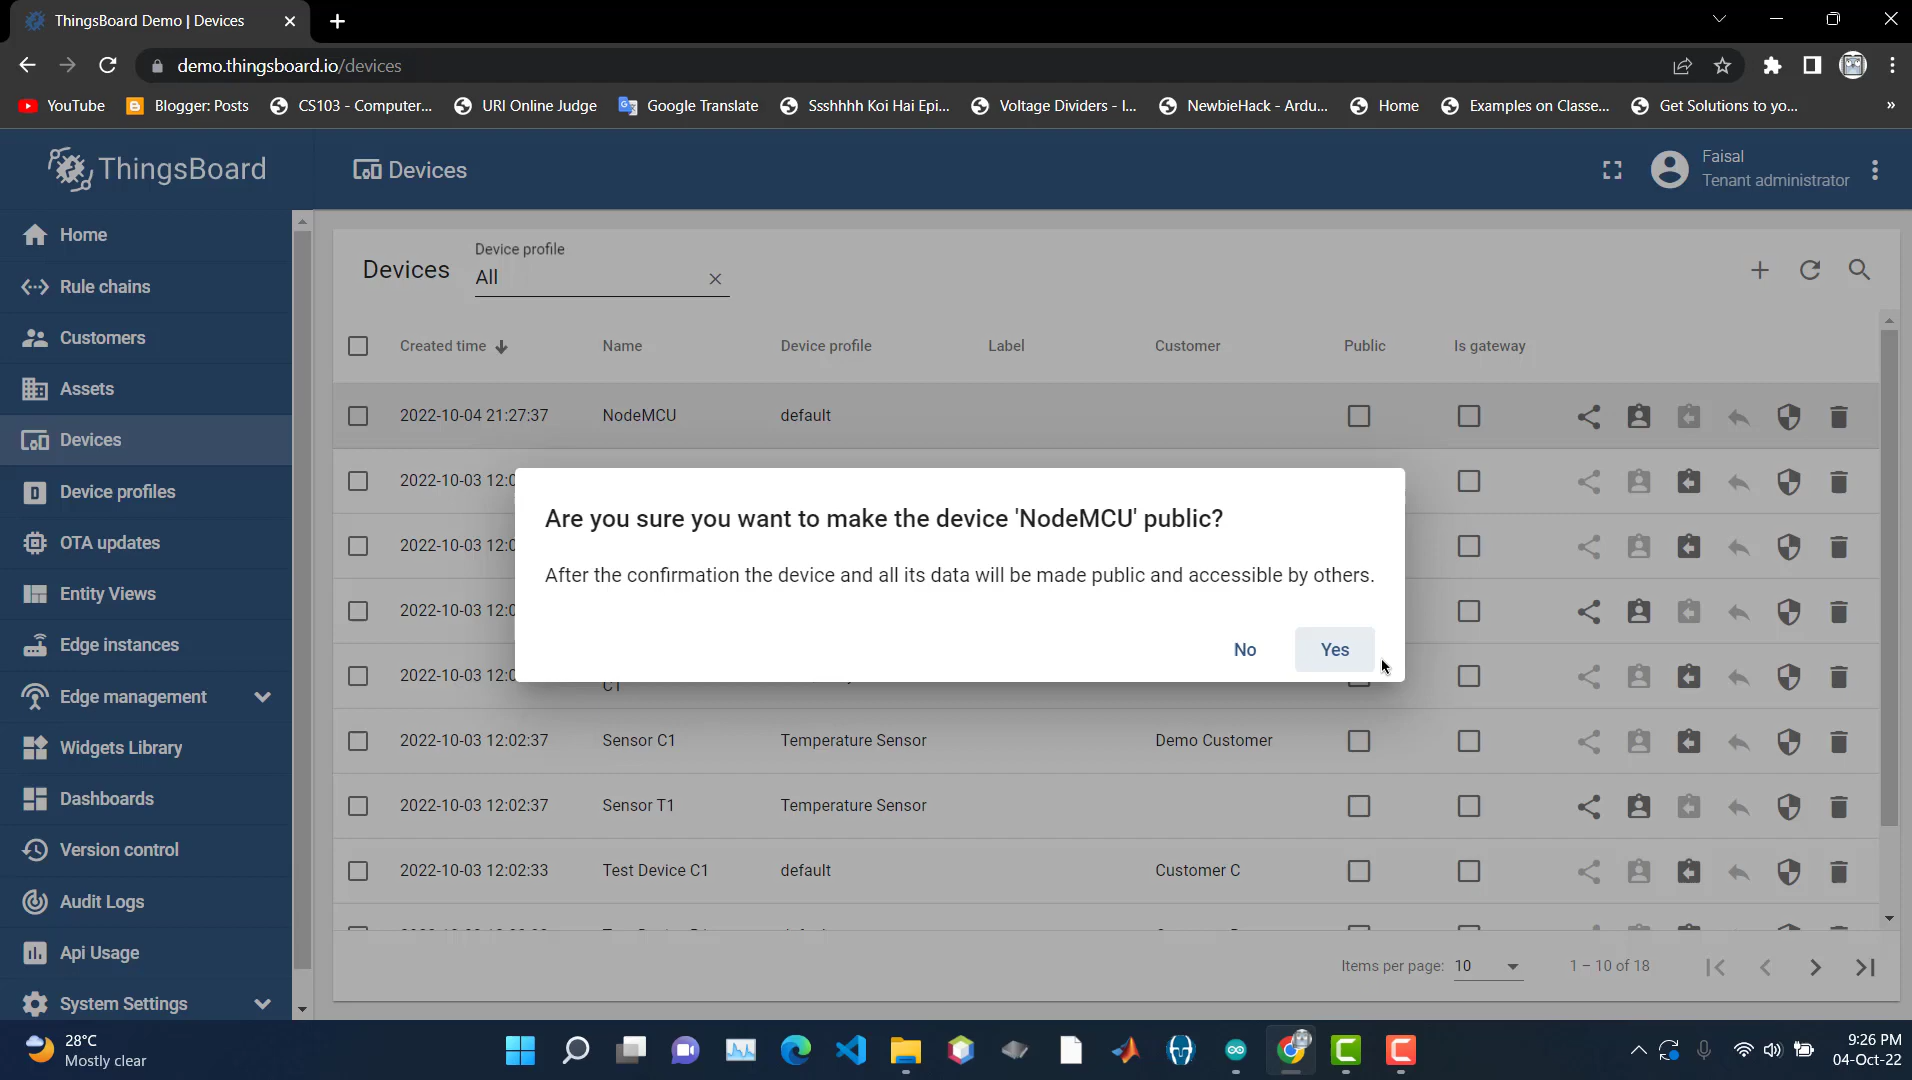 ThingsBoard Demo | Devices
demo.thingsboard.io/devices
YouTube
Blogger: Posts
CS103 - Computer...
URI Online Judge
Google Translate
Ssshhhh Koi Hai Epi...
Voltage Dividers - I...
NewbieHack - Ardu...
Home
Examples on Classe...
Get Solutions to yo...
»
ThingsBoard
Devices
Faisal
Tenant administrator
Home
Rule chains
Customers
Assets
Devices
Device profiles
OTA updates
Entity Views
Edge instances
Edge management
Widgets Library
Dashboards
Version control
Audit Logs
Api Usage
System Settings
Devices
Device profile
All
Created time Name Device profile Label Customer Public Is gateway
2022-10-04 21:27:37 NodeMCU default
2022-10-03 12:0
2022-10-03 12:0
2022-10-03 12:0
2022-10-03 12:0
C1
Are you sure you want to make the device 'NodeMCU' public?
After the confirmation the device and all its data will be made public and accessible by others.
No Yes
2022-10-03 12:02:37 Sensor C1 Temperature Sensor Demo Customer
2022-10-03 12:02:37 Sensor T1 Temperature Sensor
2022-10-03 12:02:33 Test Device C1 default Customer C
Items per page: 10 1 – 10 of 18
28°C
Mostly clear
9:26 PM
04-Oct-22